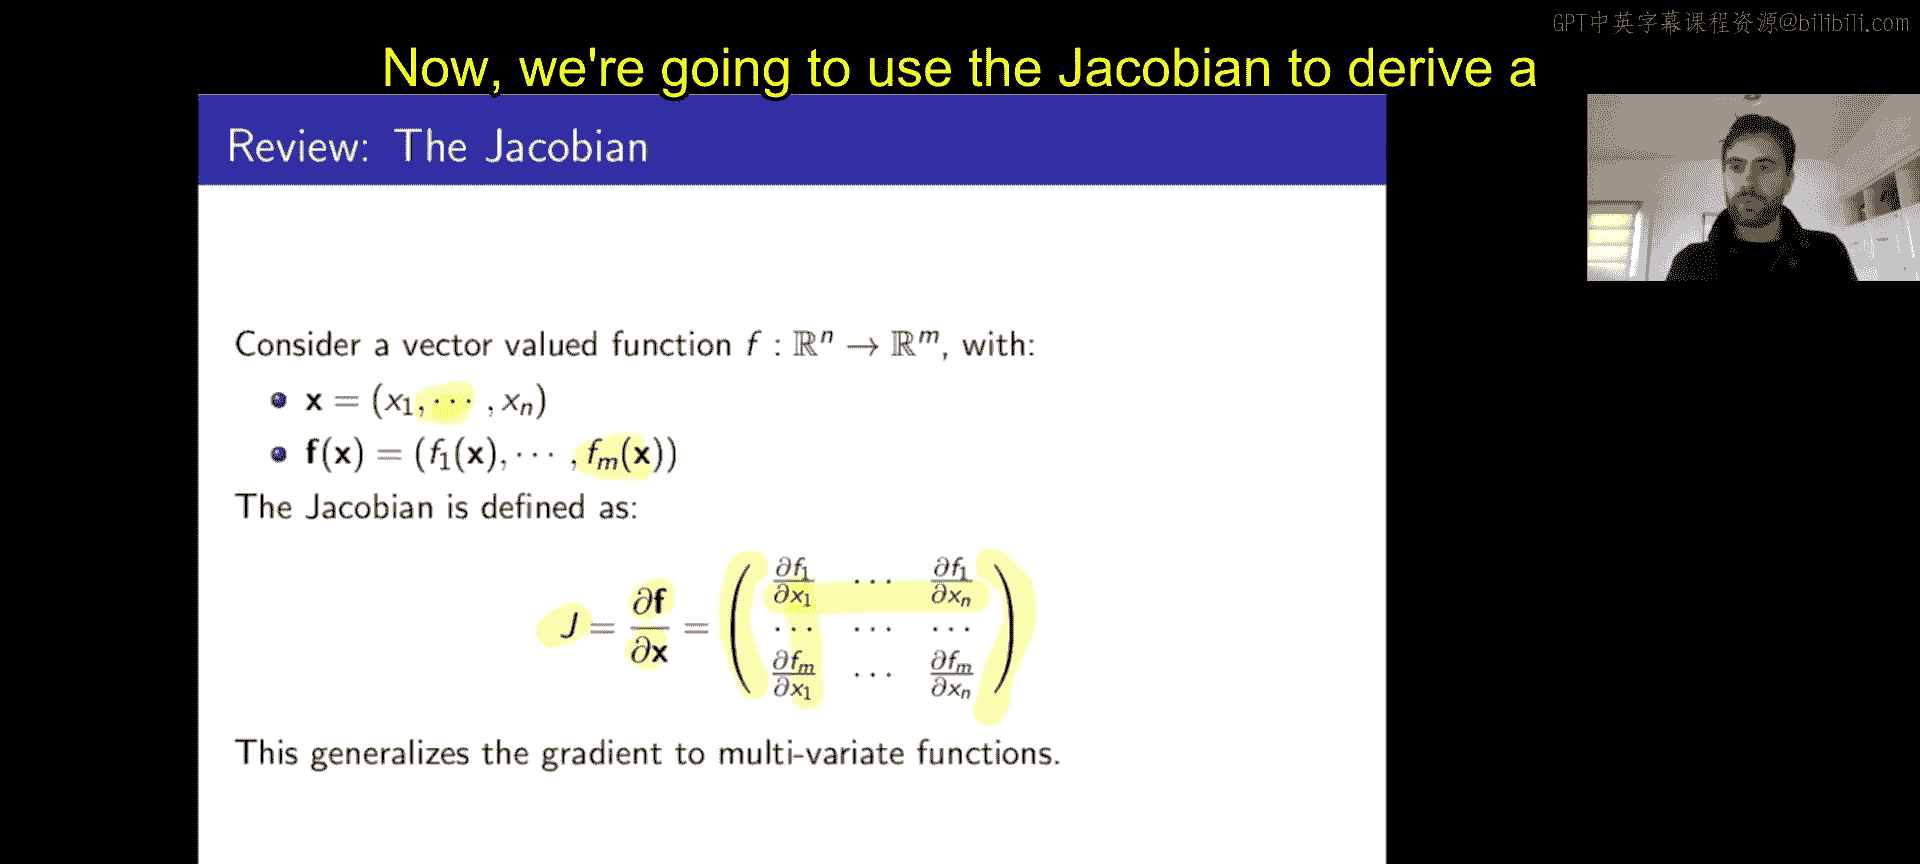 GPT中英字幕课程资源@bilibili.com
Now, we're going to use the Jacobian to derive a
Review: The Jacobian
Consider a vector valued function f : ℝⁿ → ℝᵐ, with:
x = (x₁, ⋯ , xₙ)
f(x) = (f₁(x), ⋯ , fₘ(x))
The Jacobian is defined as:
J = ∂f/∂x = ( ∂f₁/∂x₁ ⋯ ∂f₁/∂xₙ
⋯ ⋯ ⋯
∂fₘ/∂x₁ ⋯ ∂fₘ/∂xₙ )
This generalizes the gradient to multi-variate functions.